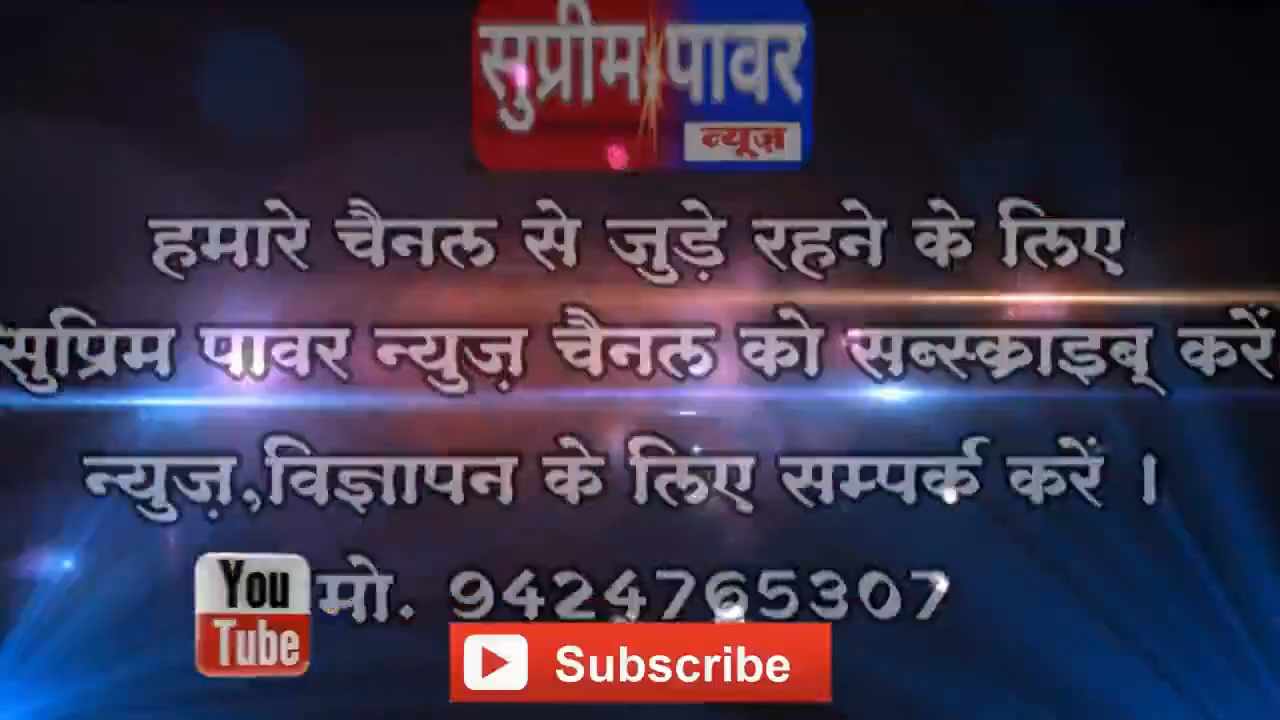 सुप्रीम पावर
न्यूज़
हमारे चैनल से जुड़े रहने के लिए
सुप्रिम पावर न्युज़ चैनल को सब्स्क्राइब् करें
न्युज़,विज्ञापन के लिए सम्पर्क करें ।
You
Tube
मो. 9424765307
Subscribe